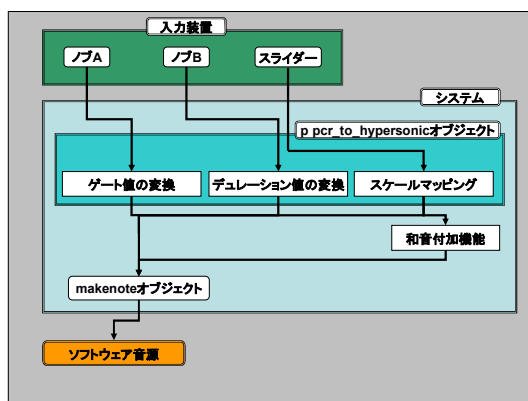 入力装置
ノブA
ノブB
スライダー
システム
p pcr_to_hypersonicオブジェクト
ゲート値の変換
デュレーション値の変換
スケールマッピング
和音付加機能
makenoteオブジェクト
ソフトウェア音源